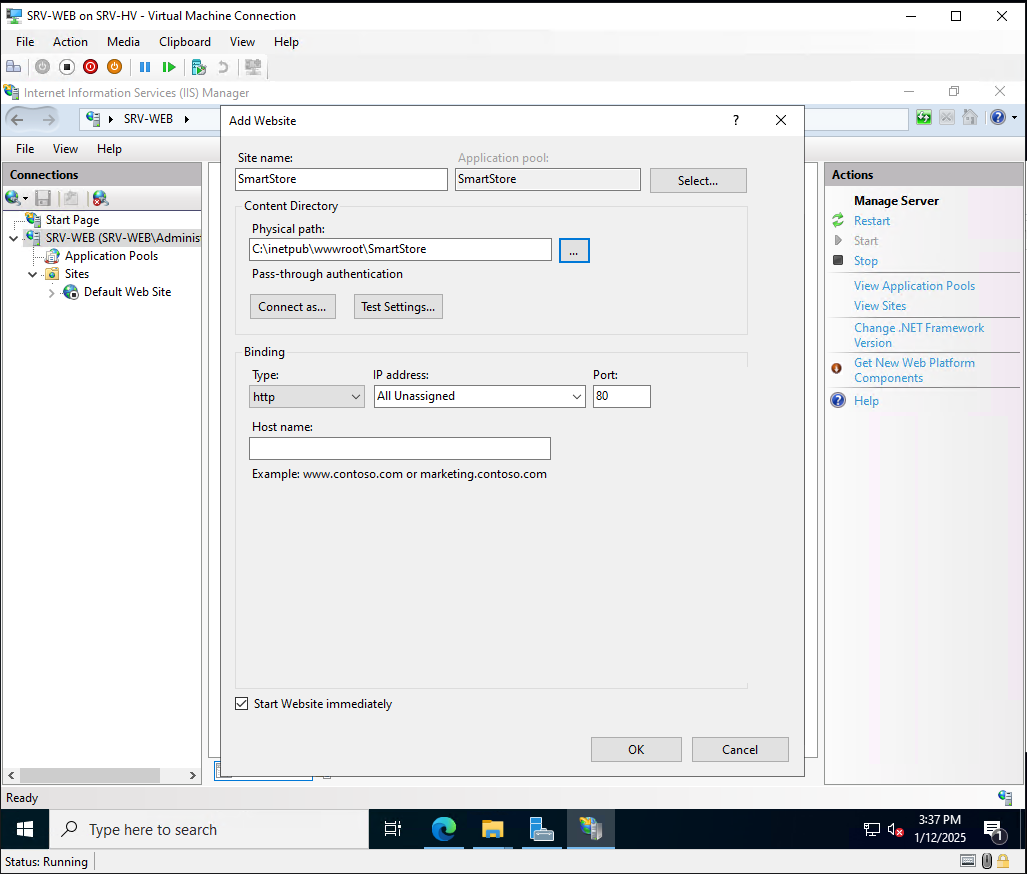 SRV-WEB on SRV-HV - Virtual Machine Connection
File Action Media Clipboard View Help
Internet Information Services (IIS) Manager
SRV-WEB
File View Help
Connections
Start Page
SRV-WEB (SRV-WEB\Adminis
Application Pools
Sites
Default Web Site
Add Website
?
Site name:
SmartStore
Application pool:
SmartStore
Select...
Content Directory
Physical path:
C:\inetpub\wwwroot\SmartStore
...
Pass-through authentication
Connect as...
Test Settings...
Binding
Type:
IP address:
Port:
http
All Unassigned
80
Host name:
Example: www.contoso.com or marketing.contoso.com
Start Website immediately
OK
Cancel
Actions
Manage Server
Restart
Start
Stop
View Application Pools
View Sites
Change .NET Framework
Version
Get New Web Platform
Components
Help
Ready
Type here to search
3:37 PM
1/12/2025
1
Status: Running